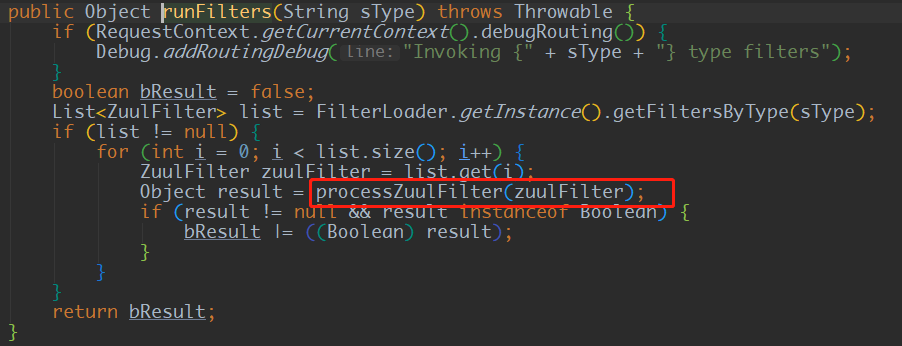 public Object runFilters(String sType) throws Throwable {
if (RequestContext.getCurrentContext().debugRouting()) {
Debug.addRoutingDebug( line: "Invoking {" + sType + "} type filters");
}
boolean bResult = false;
List<ZuulFilter> list = FilterLoader.getInstance().getFiltersByType(sType);
if (list != null) {
for (int i = 0; i < list.size(); i++) {
ZuulFilter zuulFilter = list.get(i);
Object result = processZuulFilter(zuulFilter);
if (result != null && result instanceof Boolean) {
bResult |= ((Boolean) result);
}
}
}
return bResult;
}